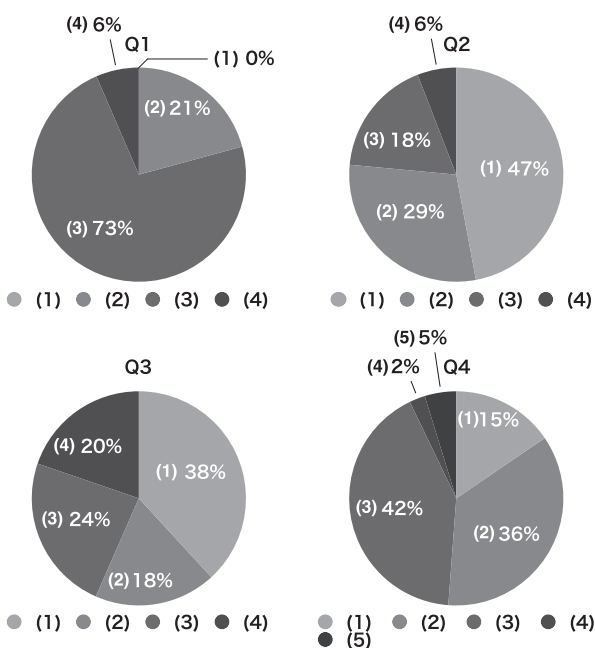 (4) 6%
Q1
(1) 0%
(2) 21%
(3) 73%
(1) (2) (3) (4)
(4) 6%
Q2
(1) 47%
(3) 18%
(2) 29%
(1) (2) (3) (4)
Q3
(4) 20%
(1) 38%
(3) 24%
(2) 18%
(1) (2) (3) (4)
(5) 5%
(4) 2%
Q4
(1) 15%
(3) 42%
(2) 36%
(1) (2) (3) (4)
(5)